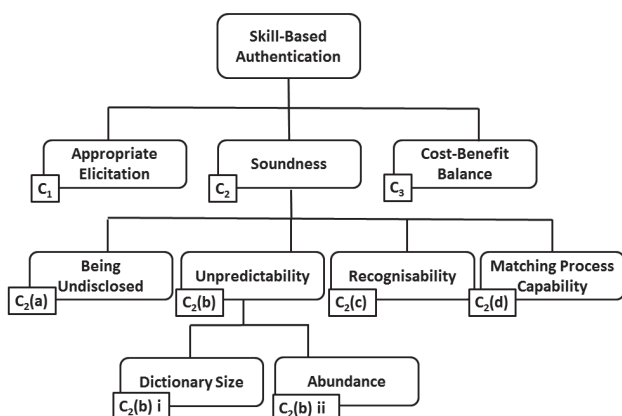 Skill-Based
Authentication
Appropriate
Elicitation
C₁
Soundness
C₂
Cost-Benefit
Balance
C₃
Being
Undisclosed
C₂(a)
Unpredictability
C₂(b)
Recognisability
C₂(c)
Matching Process
Capability
C₂(d)
Dictionary Size
C₂(b) i
Abundance
C₂(b) ii